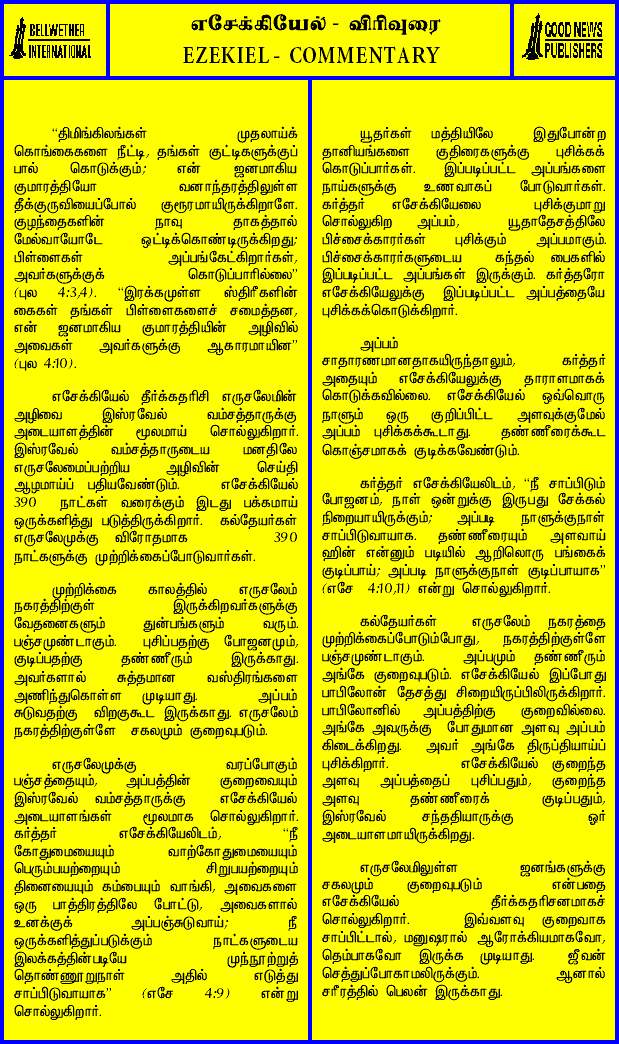 BELLWETHER
INTERNATIONAL
எசேக்கியேல் - விரிவுரை
EZEKIEL - COMMENTARY
GOOD NEWS
PUBLISHERS
“திமிங்கிலங்கள் முதலாய்க்
கொங்கைகளை நீட்டி, தங்கள் குட்டிகளுக்குப்
பால் கொடுக்கும்; என் ஜனமாகிய
குமாரத்தியோ வனாந்தரத்திலுள்ள
தீக்குருவியைப்போல் குரூரமாயிருக்கிறாளே.
குழந்தைகளின் நாவு தாகத்தால்
மேல்வாயோடே ஒட்டிக்கொண்டிருக்கிறது;
பிள்ளைகள் அப்பங்கேட்கிறார்கள்,
அவர்களுக்குக் கொடுப்பாரில்லை”
(புல 4:3,4). “இரக்கமுள்ள ஸ்திரீகளின்
கைகள் தங்கள் பிள்ளைகளைச் சமைத்தன,
என் ஜனமாகிய குமாரத்தியின் அழிவில்
அவைகள் அவர்களுக்கு ஆகாரமாயின”
(புல 4:10).
எசேக்கியேல் தீர்க்கதரிசி எருசலேமின்
அழிவை இஸ்ரவேல் வம்சத்தாருக்கு
அடையாளத்தின் மூலமாய் சொல்லுகிறார்.
இஸ்ரவேல் வம்சத்தாருடைய மனதிலே
எருசலேமைப்பற்றிய அழிவின் செய்தி
ஆழமாய்ப் பதியவேண்டும். எசேக்கியேல்
390 நாட்கள் வரைக்கும் இடது பக்கமாய்
ஒருக்களித்து படுத்திருக்கிறார். கல்தேயர்கள்
எருசலேமுக்கு விரோதமாக 390
நாட்களுக்கு முற்றிக்கைப்போடுவார்கள்.
முற்றிக்கை காலத்தில் எருசலேம்
நகரத்திற்குள் இருக்கிறவர்களுக்கு
வேதனைகளும் துன்பங்களும் வரும்.
பஞ்சமுண்டாகும். புசிப்பதற்கு போஜனமும்,
குடிப்பதற்கு தண்ணீரும் இருக்காது.
அவர்களால் சுத்தமான வஸ்திரங்களை
அணிந்துகொள்ள முடியாது. அப்பம்
சுடுவதற்கு விறகுகூட இருக்காது. எருசலேம்
நகரத்திற்குள்ளே சகலமும் குறைவுபடும்.
எருசலேமுக்கு வரப்போகும்
பஞ்சத்தையும், அப்பத்தின் குறைவையும்
இஸ்ரவேல் வம்சத்தாருக்கு எசேக்கியேல்
அடையாளங்கள் மூலமாக சொல்லுகிறார்.
கர்த்தர் எசேக்கியேலிடம், “நீ
கோதுமையையும் வாற்கோதுமையையும்
பெரும்பயற்றையும் சிறுபயற்றையும்
தினையையும் கம்பையும் வாங்கி, அவைகளை
ஒரு பாத்திரத்திலே போட்டு, அவைகளால்
உனக்குக் அப்பஞ்சுடுவாய்; நீ
ஒருக்களித்துப்படுக்கும் நாட்களுடைய
இலக்கத்தின்படியே முந்நூற்றுத்
தொண்ணூறுநாள் அதில் எடுத்து
சாப்பிடுவாயாக” (எசே 4:9) என்று
சொல்லுகிறார்.
யூதர்கள் மத்தியிலே இதுபோன்ற
தானியங்களை குதிரைகளுக்கு புசிக்கக்
கொடுப்பார்கள். இப்படிப்பட்ட அப்பங்களை
நாய்களுக்கு உணவாகப் போடுவார்கள்.
கர்த்தர் எசேக்கியேலை புசிக்குமாறு
சொல்லுகிற அப்பம், யூதாதேசத்திலே
பிச்சைக்காரர்கள் புசிக்கும் அப்பமாகும்.
பிச்சைக்காரர்களுடைய கந்தல் பைகளில்
இப்படிப்பட்ட அப்பங்கள் இருக்கும். கர்த்தரோ
எசேக்கியேலுக்கு இப்படிப்பட்ட அப்பத்தையே
புசிக்கக்கொடுக்கிறார்.
அப்பம்
சாதாரணமானதாகயிருந்தாலும், கர்த்தர்
அதையும் எசேக்கியேலுக்கு தாராளமாகக்
கொடுக்கவில்லை. எசேக்கியேல் ஒவ்வொரு
நாளும் ஒரு குறிப்பிட்ட அளவுக்குமேல்
அப்பம் புசிக்கக்கூடாது. தண்ணீரைக்கூட
கொஞ்சமாகக் குடிக்கவேண்டும்.
கர்த்தர் எசேக்கியேலிடம், “நீ சாப்பிடும்
போஜனம், நாள் ஒன்றுக்கு இருபது சேக்கல்
நிறையாயிருக்கும்; அப்படி நாளுக்குநாள்
சாப்பிடுவாயாக. தண்ணீரையும் அளவாய்
ஹின் என்னும் படியில் ஆறிலொரு பங்கைக்
குடிப்பாய்; அப்படி நாளுக்குநாள் குடிப்பாயாக”
(எசே 4:10,11) என்று சொல்லுகிறார்.
கல்தேயர்கள் எருசலேம் நகரத்தை
முற்றிக்கைப்போடும்போது, நகரத்திற்குள்ளே
பஞ்சமுண்டாகும். அப்பமும் தண்ணீரும்
அங்கே குறைவுபடும். எசேக்கியேல் இப்போது
பாபிலோன் தேசத்து சிறையிருப்பிலிருக்கிறார்.
பாபிலோனில் அப்பத்திற்கு குறைவில்லை.
அங்கே அவருக்கு போதுமான அளவு அப்பம்
கிடைக்கிறது. அவர் அங்கே திருப்தியாய்ப்
புசிக்கிறார். எசேக்கியேல் குறைந்த
அளவு அப்பத்தைப் புசிப்பதும், குறைந்த
அளவு தண்ணீரைக் குடிப்பதும்,
இஸ்ரவேல் சந்ததியாருக்கு ஓர்
அடையாளமாயிருக்கிறது.
எருசலேமிலுள்ள ஜனங்களுக்கு
சகலமும் குறைவுபடும் என்பதை
எசேக்கியேல் தீர்க்கதரிசனமாகச்
சொல்லுகிறார். இவ்வளவு குறைவாக
சாப்பிட்டால், மனுஷரால் ஆரோக்கியமாகவோ,
தெம்பாகவோ இருக்க முடியாது. ஜீவன்
செத்துப்போகாமலிருக்கும். ஆனால்
சரீரத்தில் பெலன் இருக்காது.